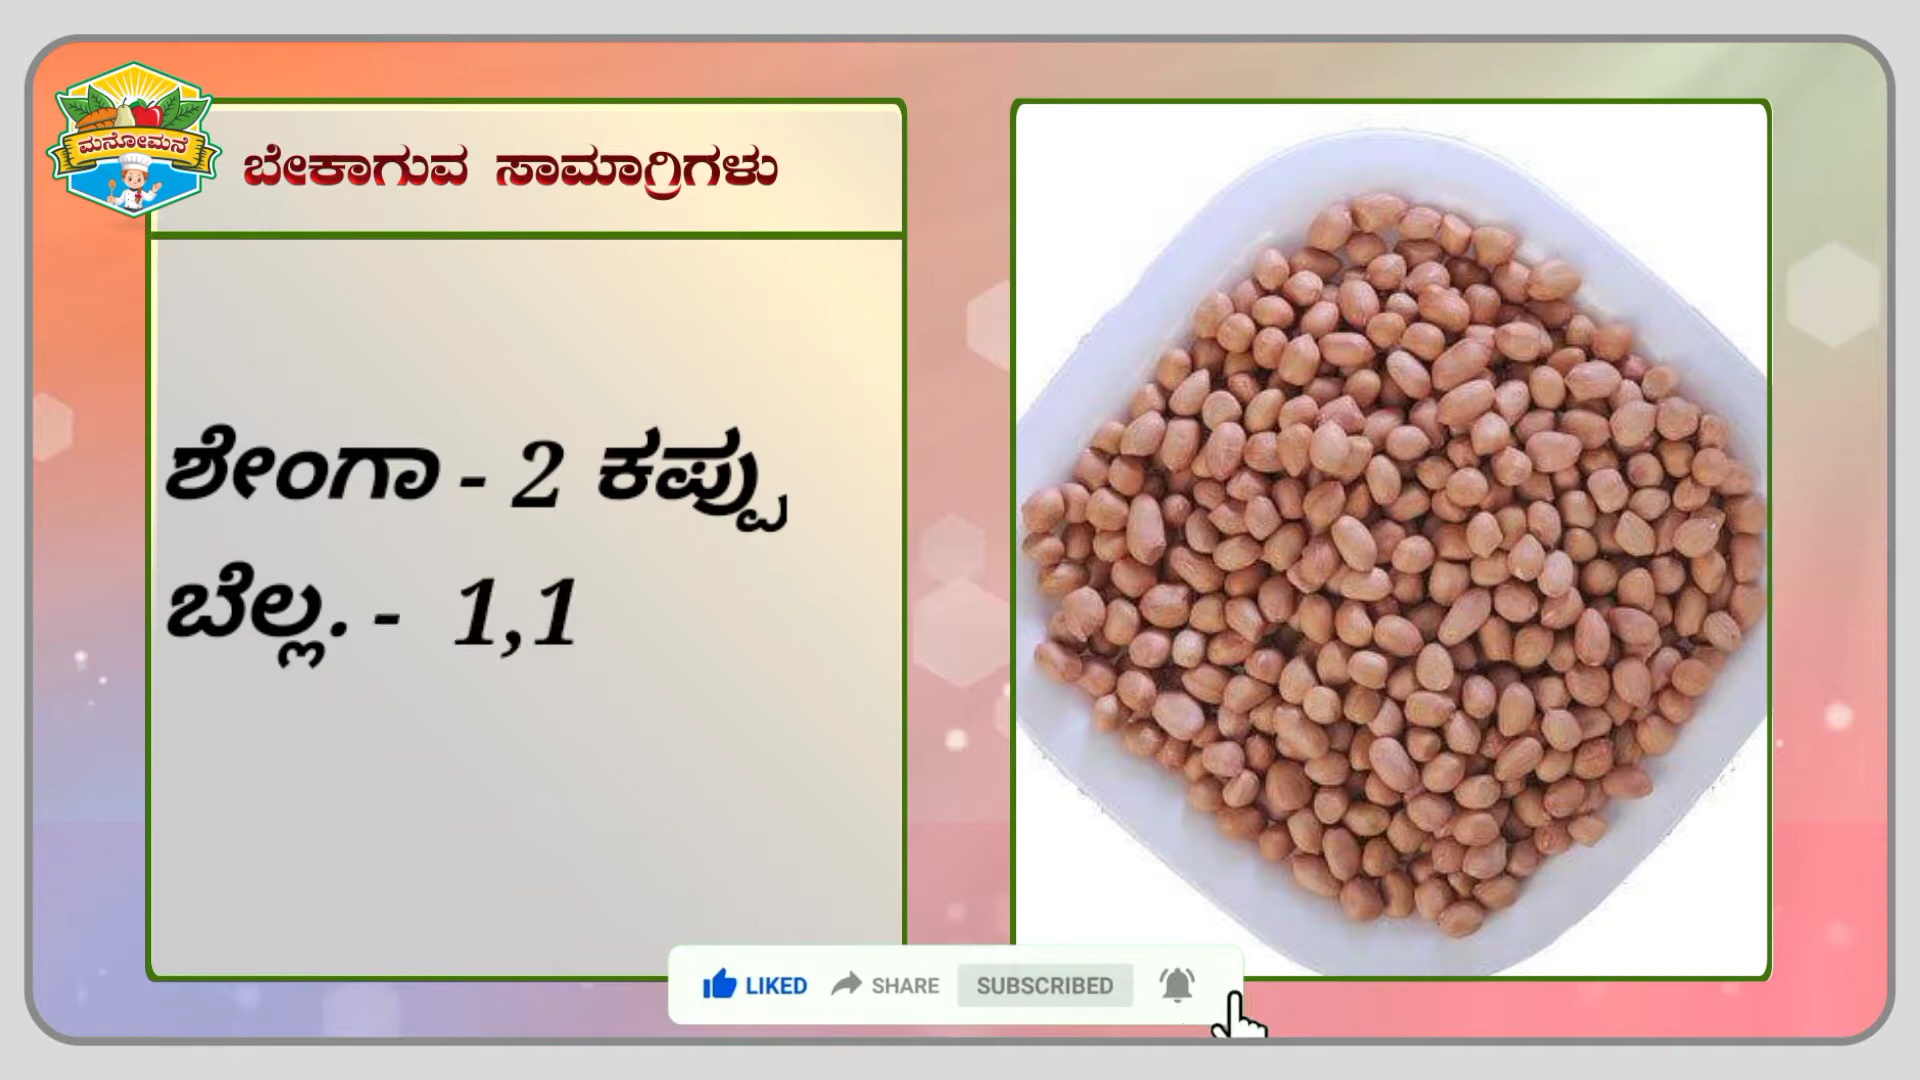 ಮನೋಮನೆ
ಬೇಕಾಗುವ ಸಾಮಾಗ್ರಿಗಳು
ಶೇಂಗಾ - 2 ಕಪ್ಪು
ಬೆಲ್ಲ. - 1,1
LIKED SHARE SUBSCRIBED